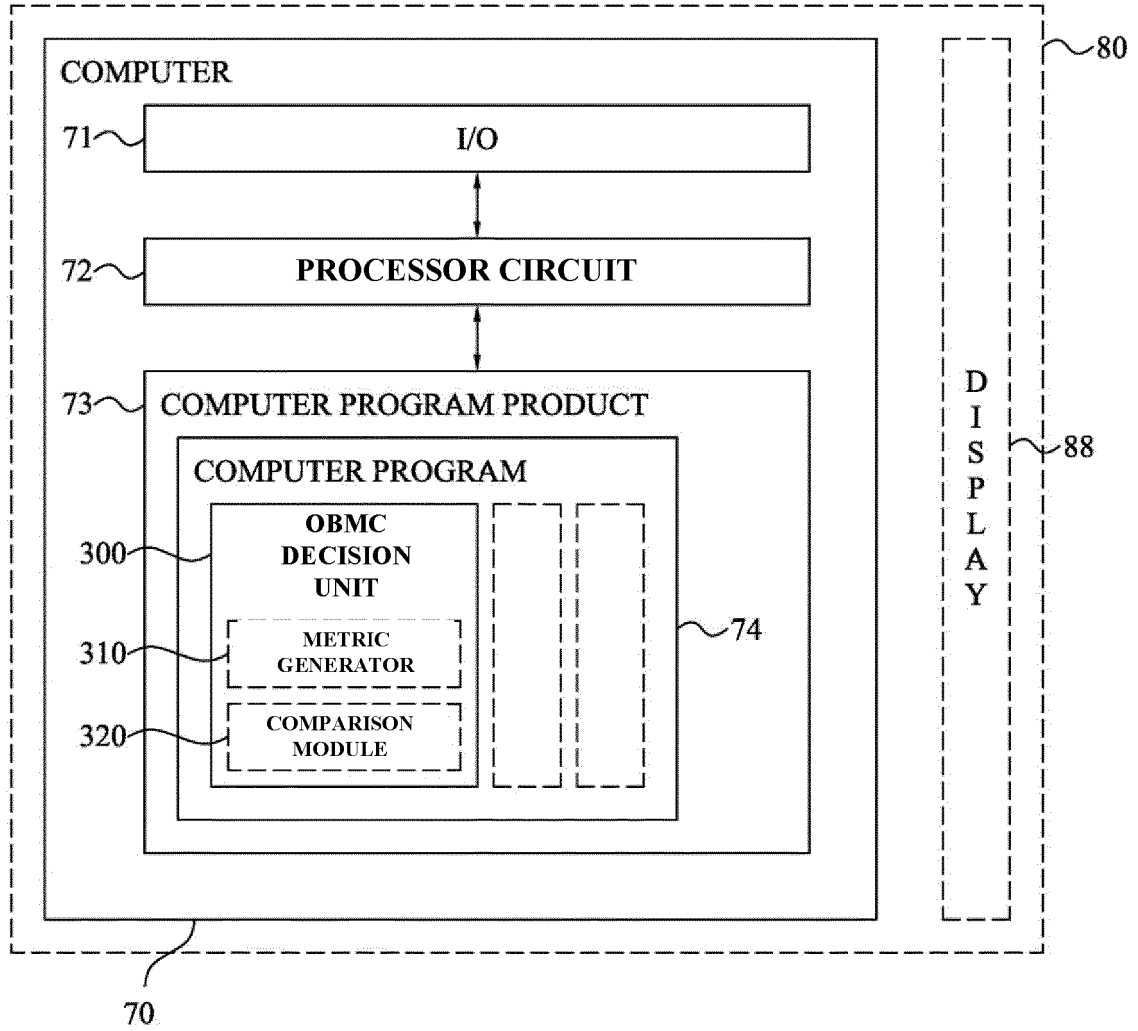 80
COMPUTER
71
I/O
72
PROCESSOR CIRCUIT
73
COMPUTER PROGRAM PRODUCT
COMPUTER PROGRAM
300
OBMC
DECISION
UNIT
310
METRIC
GENERATOR
320
COMPARISON
MODULE
74
DISPLAY
88
70